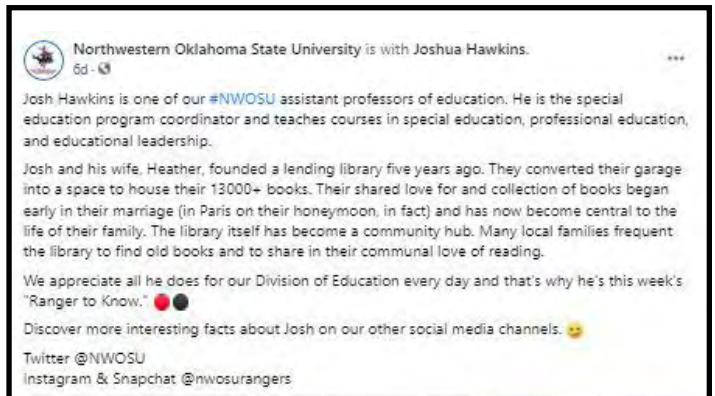 Northwestern Oklahoma State University is with Joshua Hawkins.
6d ·
Josh Hawkins is one of our #NWOSU assistant professors of education. He is the special
education program coordinator and teaches courses in special education, professional education,
and educational leadership.
Josh and his wife, Heather, founded a lending library five years ago. They converted their garage
into a space to house their 13000+ books. Their shared love for and collection of books began
early in their marriage (in Paris on their honeymoon, in fact) and has now become central to the
life of their family. The library itself has become a community hub. Many local families frequent
the library to find old books and to share in their communal love of reading.
We appreciate all he does for our Division of Education every day and that's why he's this week's
"Ranger to Know." 🔴⚫
Discover more interesting facts about Josh on our other social media channels. 😉
Twitter @NWOSU
Instagram & Snapchat @nwosurangers